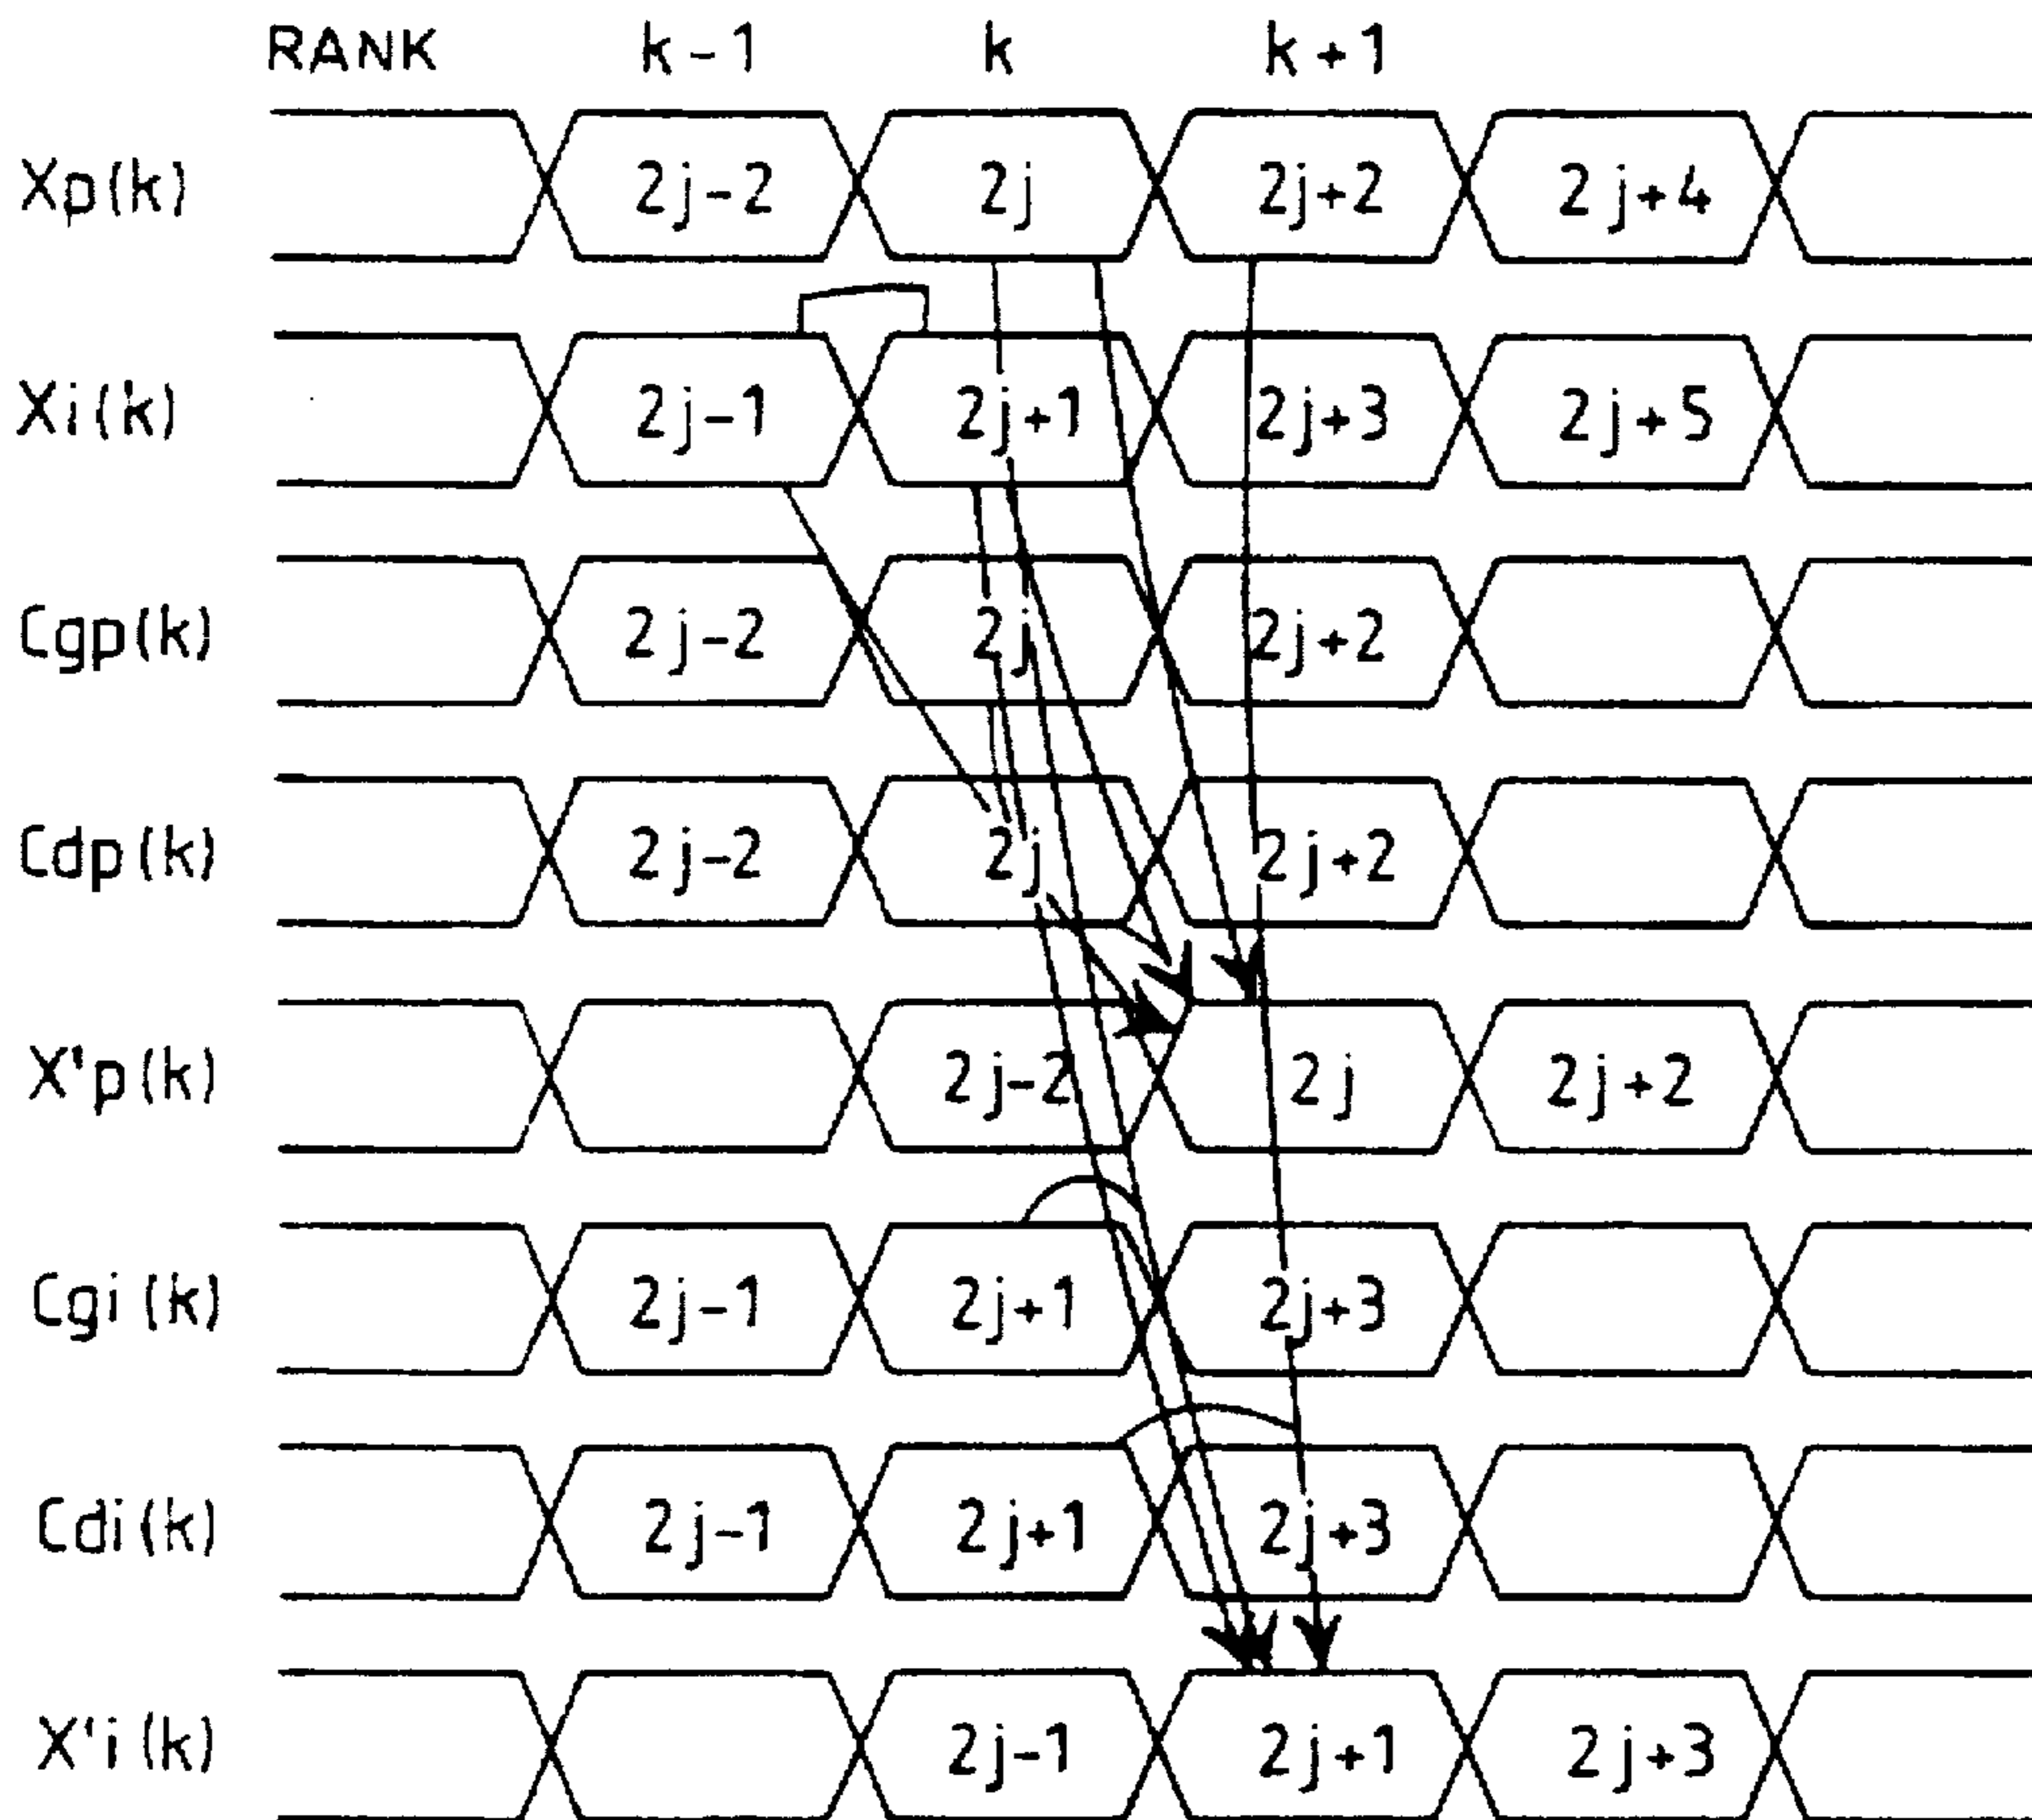 RANK k-1 k k+1
Xp(k) 2j-2 2j 2j+2 2j+4
Xi(k) 2j-1 2j+1 2j+3 2j+5
Cgp(k) 2j-2 2j 2j+2
Cdp(k) 2j-2 2j 2j+2
X'p(k) 2j-2 2j 2j+2
Cgi(k) 2j-1 2j+1 2j+3
Cdi(k) 2j-1 2j+1 2j+3
X'i(k) 2j-1 2j+1 2j+3